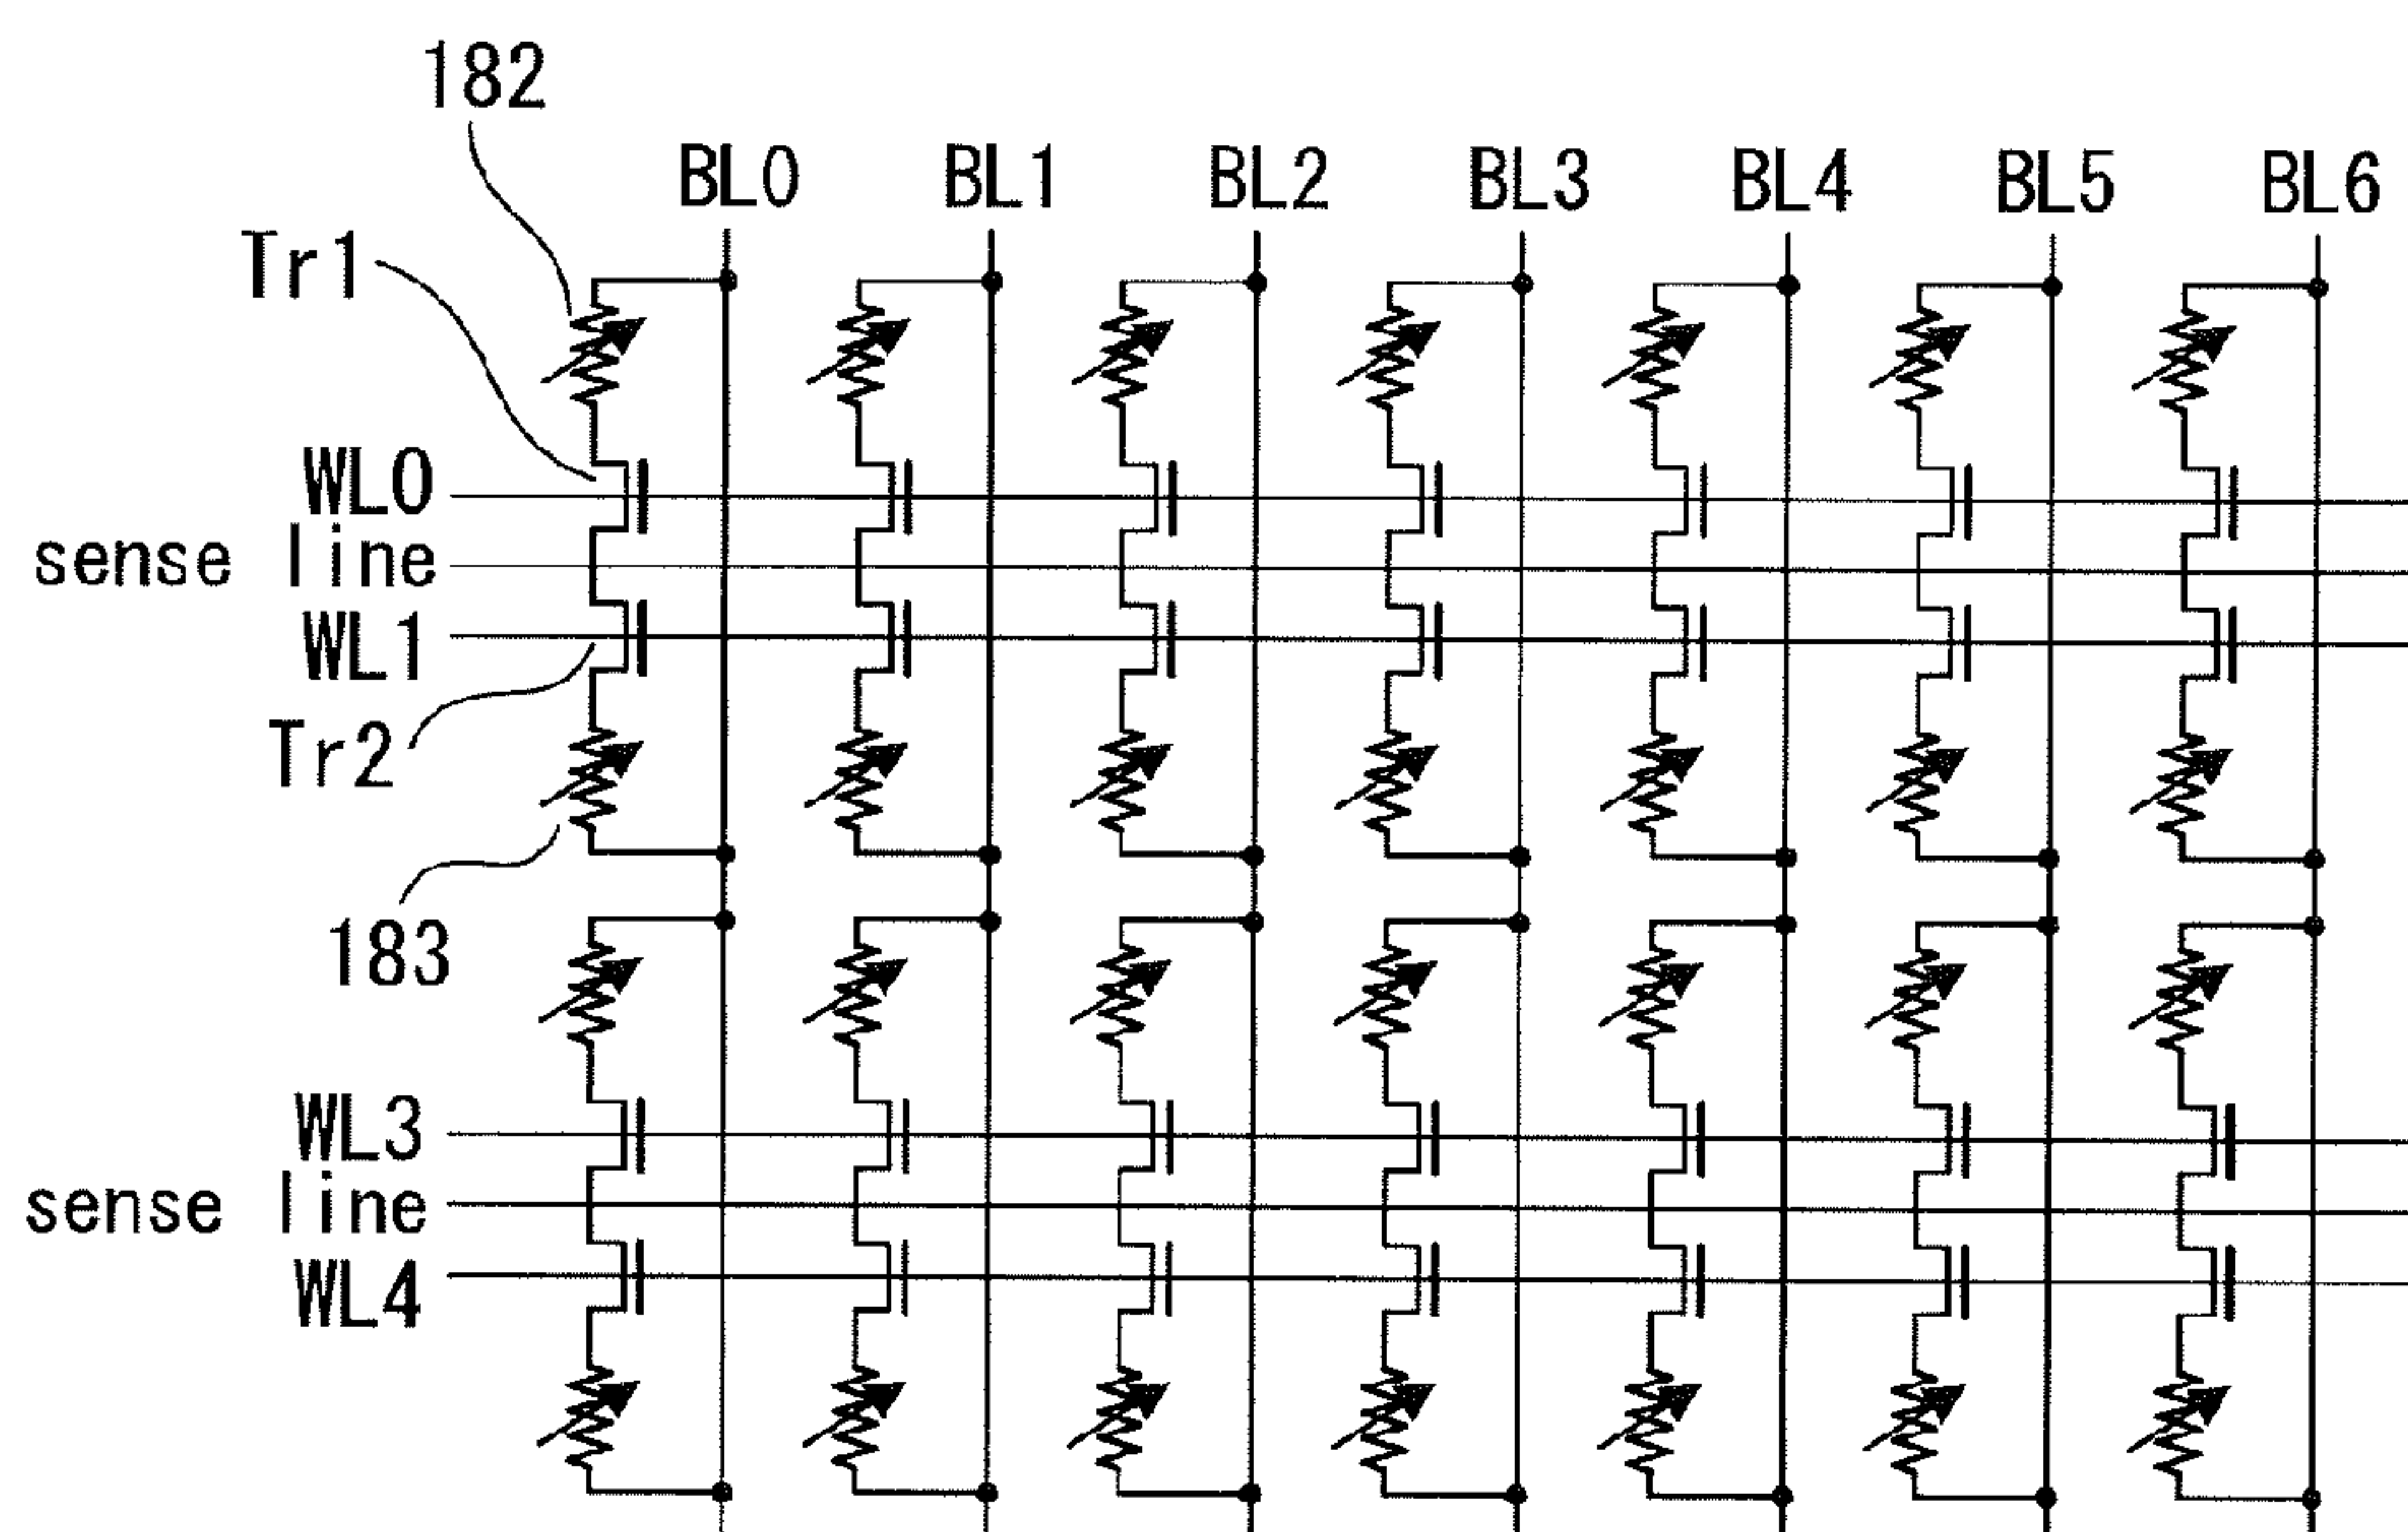 182
BL0 BL1 BL2 BL3 BL4 BL5 BL6
Tr1
WL0
sense line
WL1
Tr2
183
WL3
sense line
WL4